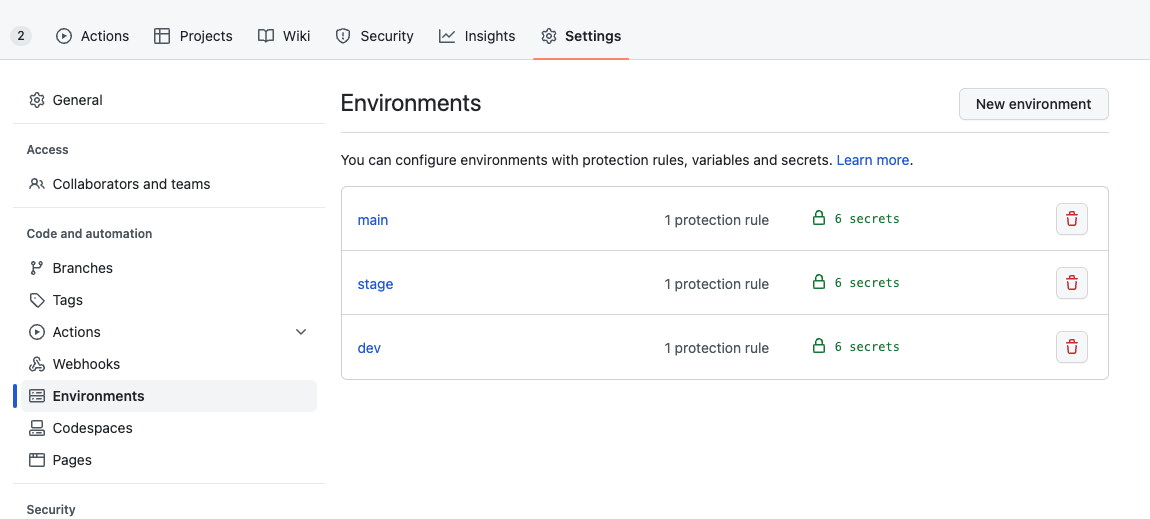 2 Actions Projects Wiki Security Insights Settings
General
Access
Collaborators and teams
Code and automation
Branches
Tags
Actions
Webhooks
Environments
Codespaces
Pages
Security
Environments New environment
You can configure environments with protection rules, variables and secrets. Learn more.
main 1 protection rule 6 secrets
stage 1 protection rule 6 secrets
dev 1 protection rule 6 secrets